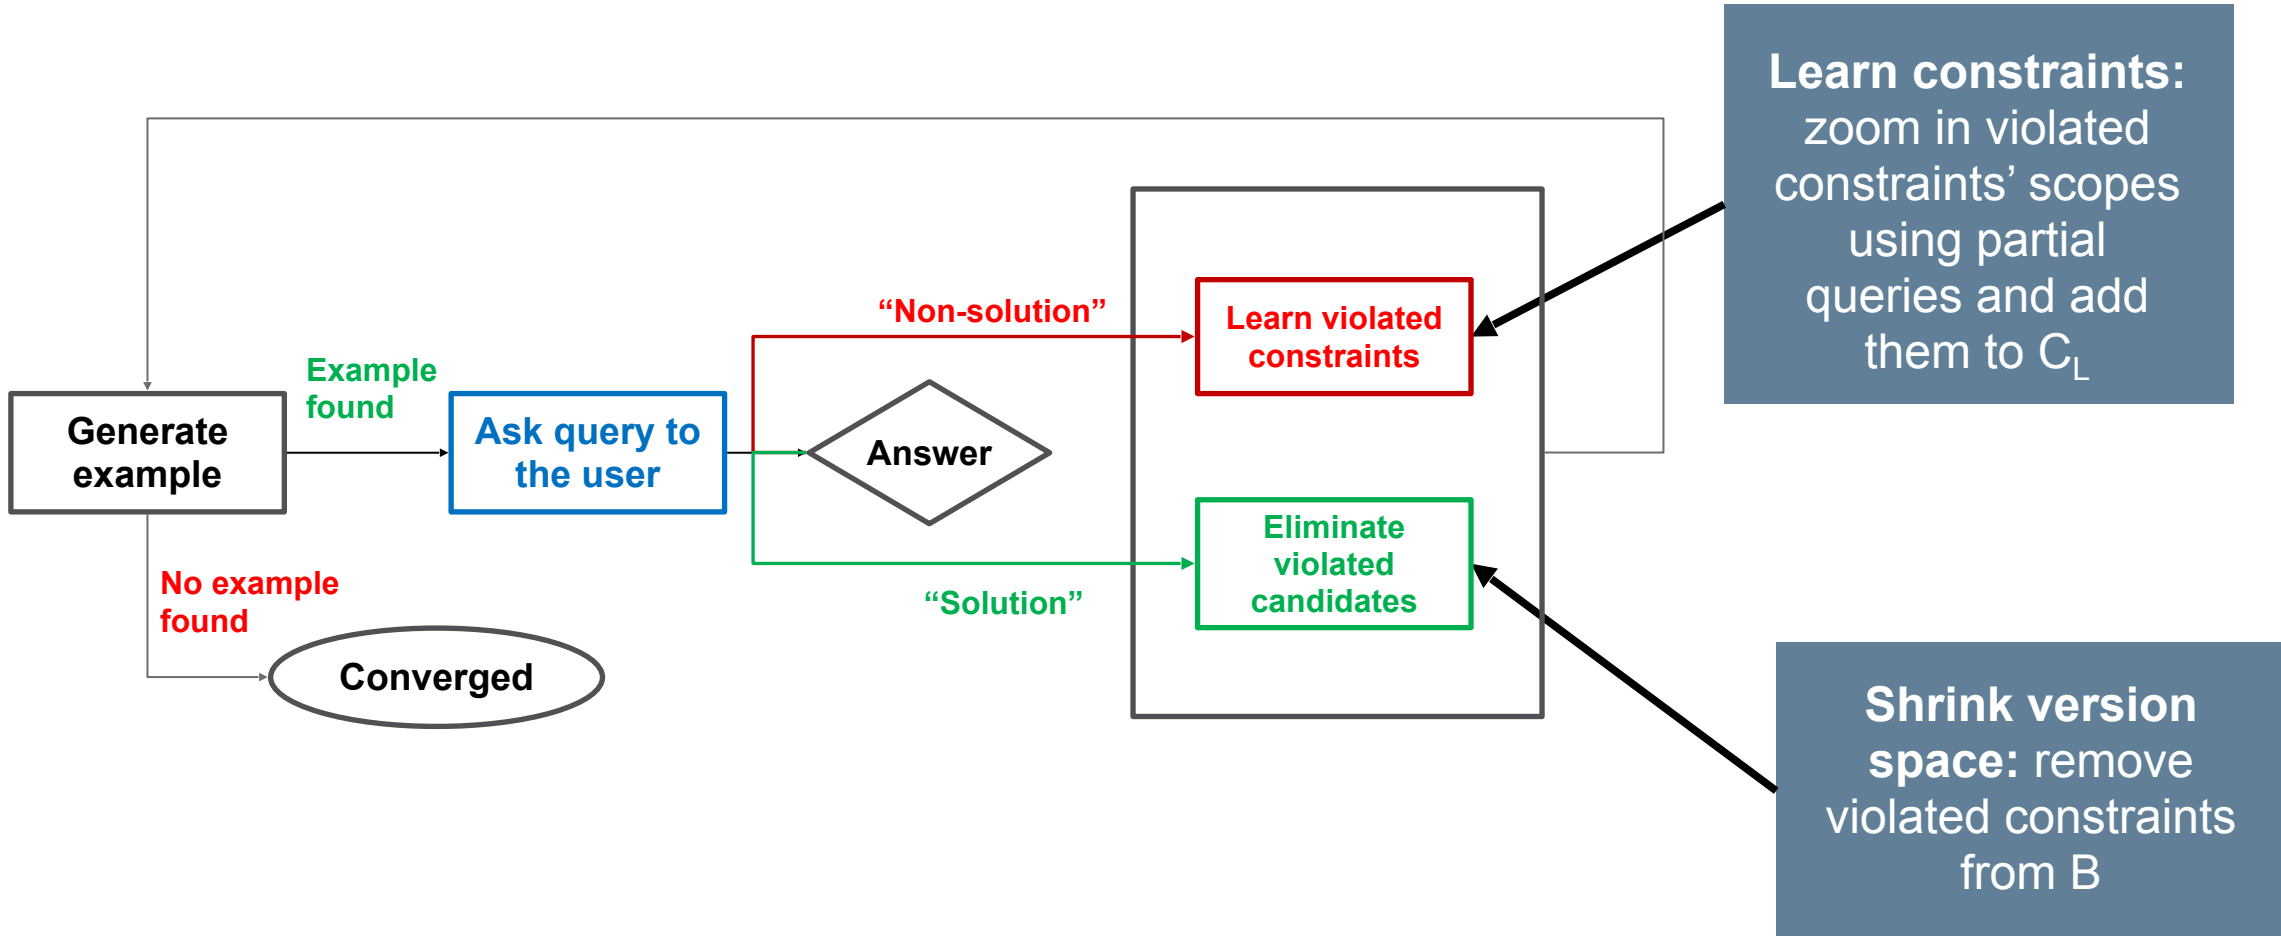 Learn constraints:
zoom in violated
constraints’ scopes
using partial
queries and add
them to C_L
“Non-solution”
Learn violated
constraints
Example
found
Generate
example
Ask query to
the user
Answer
Eliminate
violated
candidates
“Solution”
No example
found
Converged
Shrink version
space: remove
violated constraints
from B